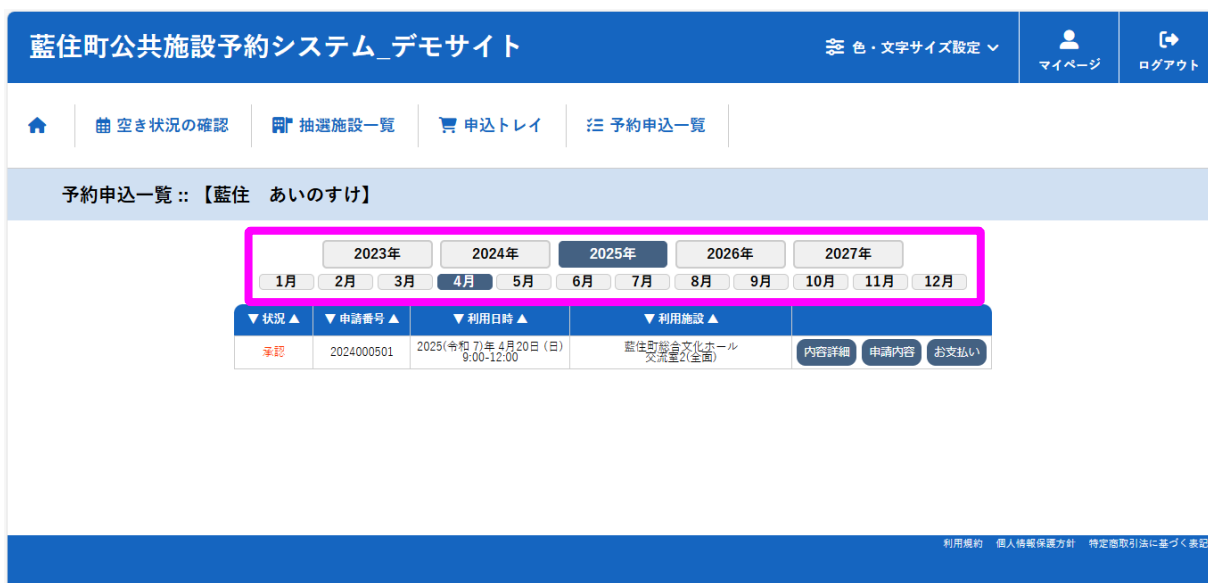 藍住町公共施設予約システム_デモサイト
色・文字サイズ設定
マイページ
ログアウト
空き状況の確認
抽選施設一覧
申込トレイ
予約申込一覧
予約申込一覧 :: 【藍住　あいのすけ】
2023年 2024年 2025年 2026年 2027年
1月 2月 3月 4月 5月 6月 7月 8月 9月 10月 11月 12月
▼状況▲ ▼申請番号▲ ▼利用日時▲ ▼利用施設▲
承認 2024000501 2025(令和 7)年 4月20日 (日) 藍住町総合文化ホール 内容詳細 申請内容 お支払い
9:00-12:00 交流室2(全面)
利用規約 個人情報保護方針 特定商取引法に基づく表記